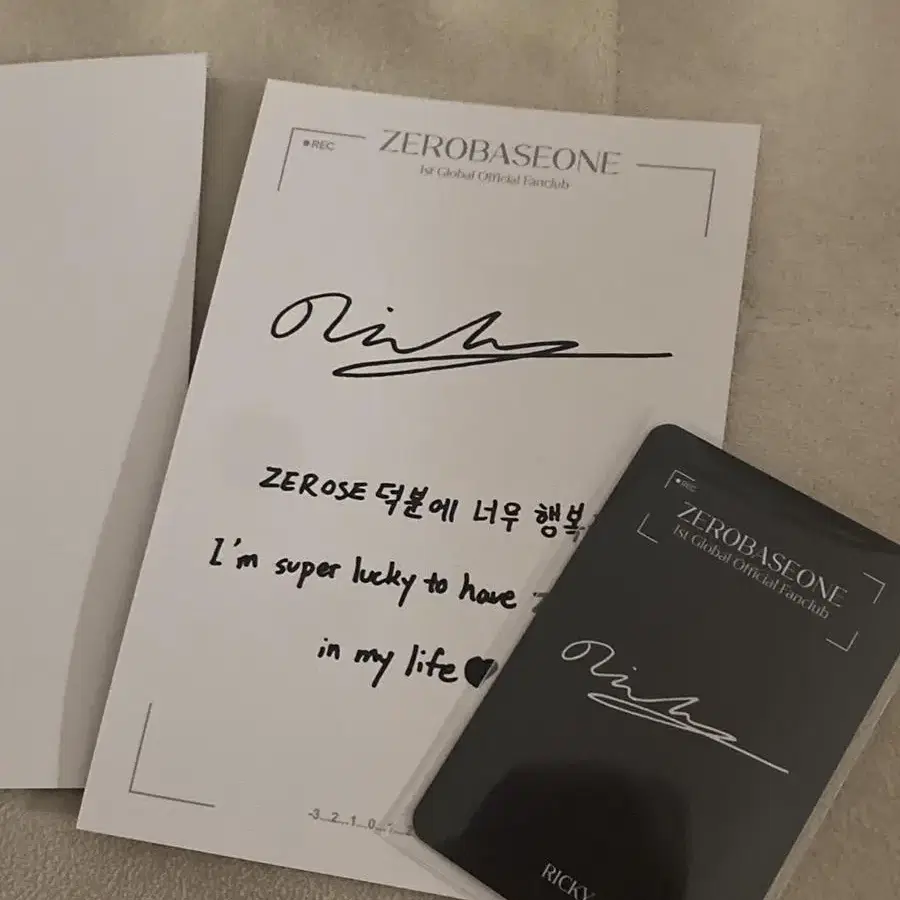 REC
ZEROBASEONE
1st Global Official Fanclub
Ricky
ZEROSE 덕분에 너무 행복
I'm super lucky to have
in my life♥
-3...2...1...0...
REC
ZEROBASEONE
1st Global Official Fanclub
Ricky
RICKY